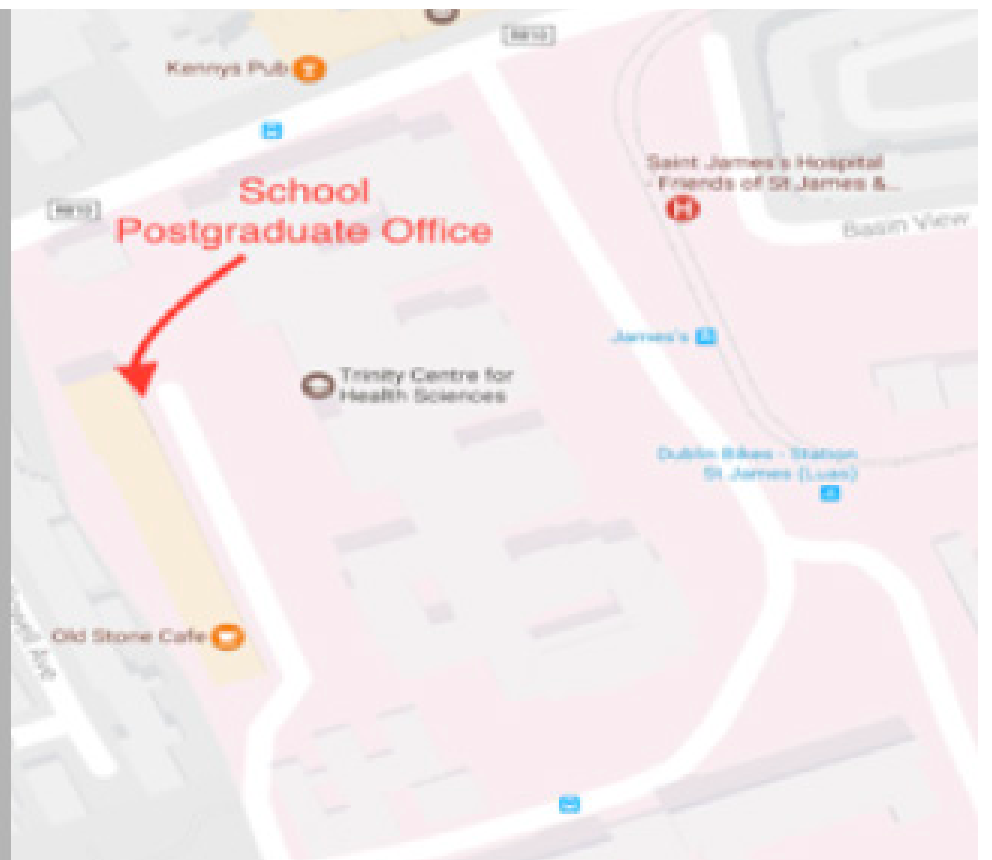 R810
Kennys Pub
Saint James's Hospital
- Friends of St James &...
School
Postgraduate Office
R810
Basin View
James's
Trinity Centre for
Health Sciences
Dublin Bikes - Station
St James (Luas)
Old Stone Cafe
Ave